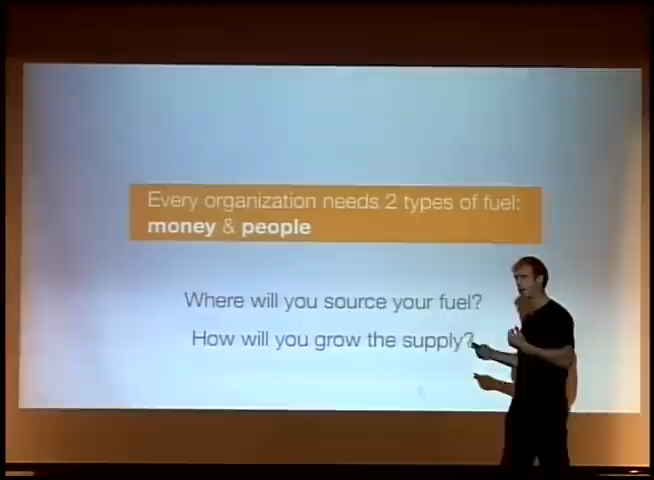 Every organization needs 2 types of fuel:
money & people
Where will you source your fuel?
How will you grow the supply?